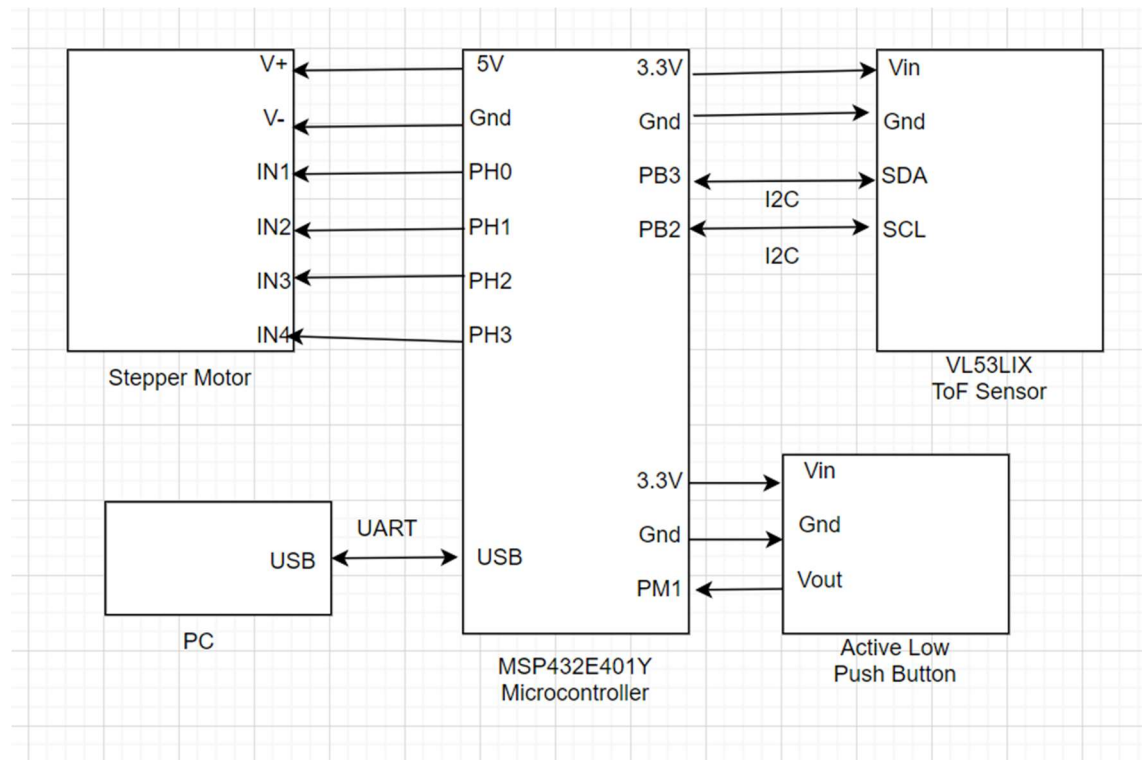 V+
V-
IN1
IN2
IN3
IN4
Stepper Motor
5V
Gnd
PH0
PH1
PH2
PH3
3.3V
Gnd
PB3
PB2
I2C
I2C
Vin
Gnd
SDA
SCL
VL53LIX
ToF Sensor
USB
UART
USB
PC
3.3V
Gnd
PM1
MSP432E401Y
Microcontroller
Vin
Gnd
Vout
Active Low
Push Button